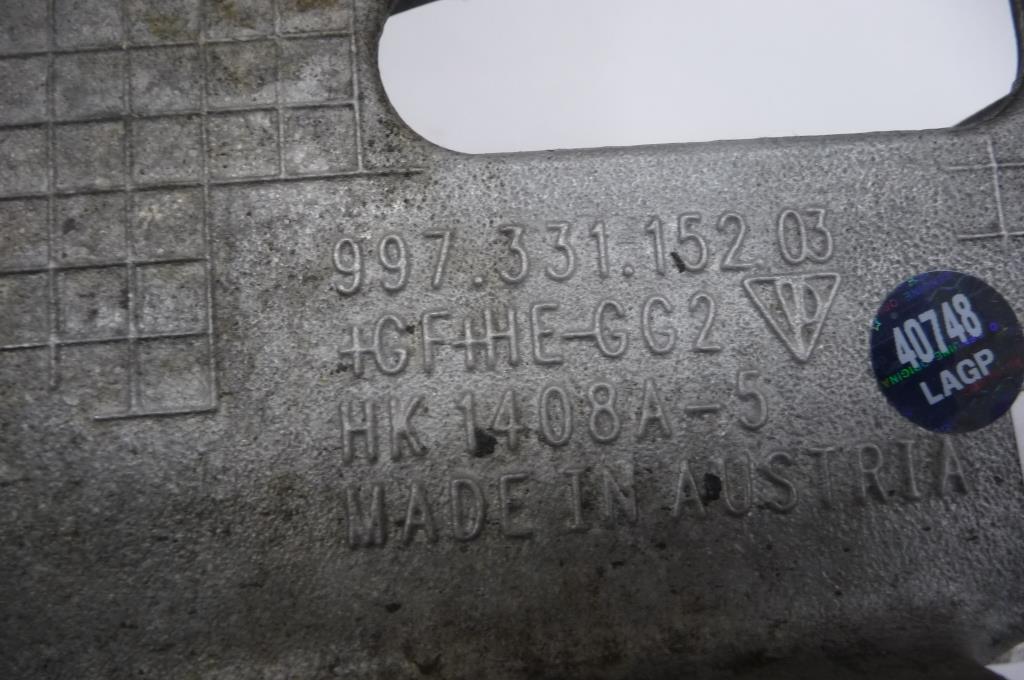 997.331.152 03
+GF+HE-GG2
HK 1408A-5
MADE IN AUSTRIA
40748
LAGP